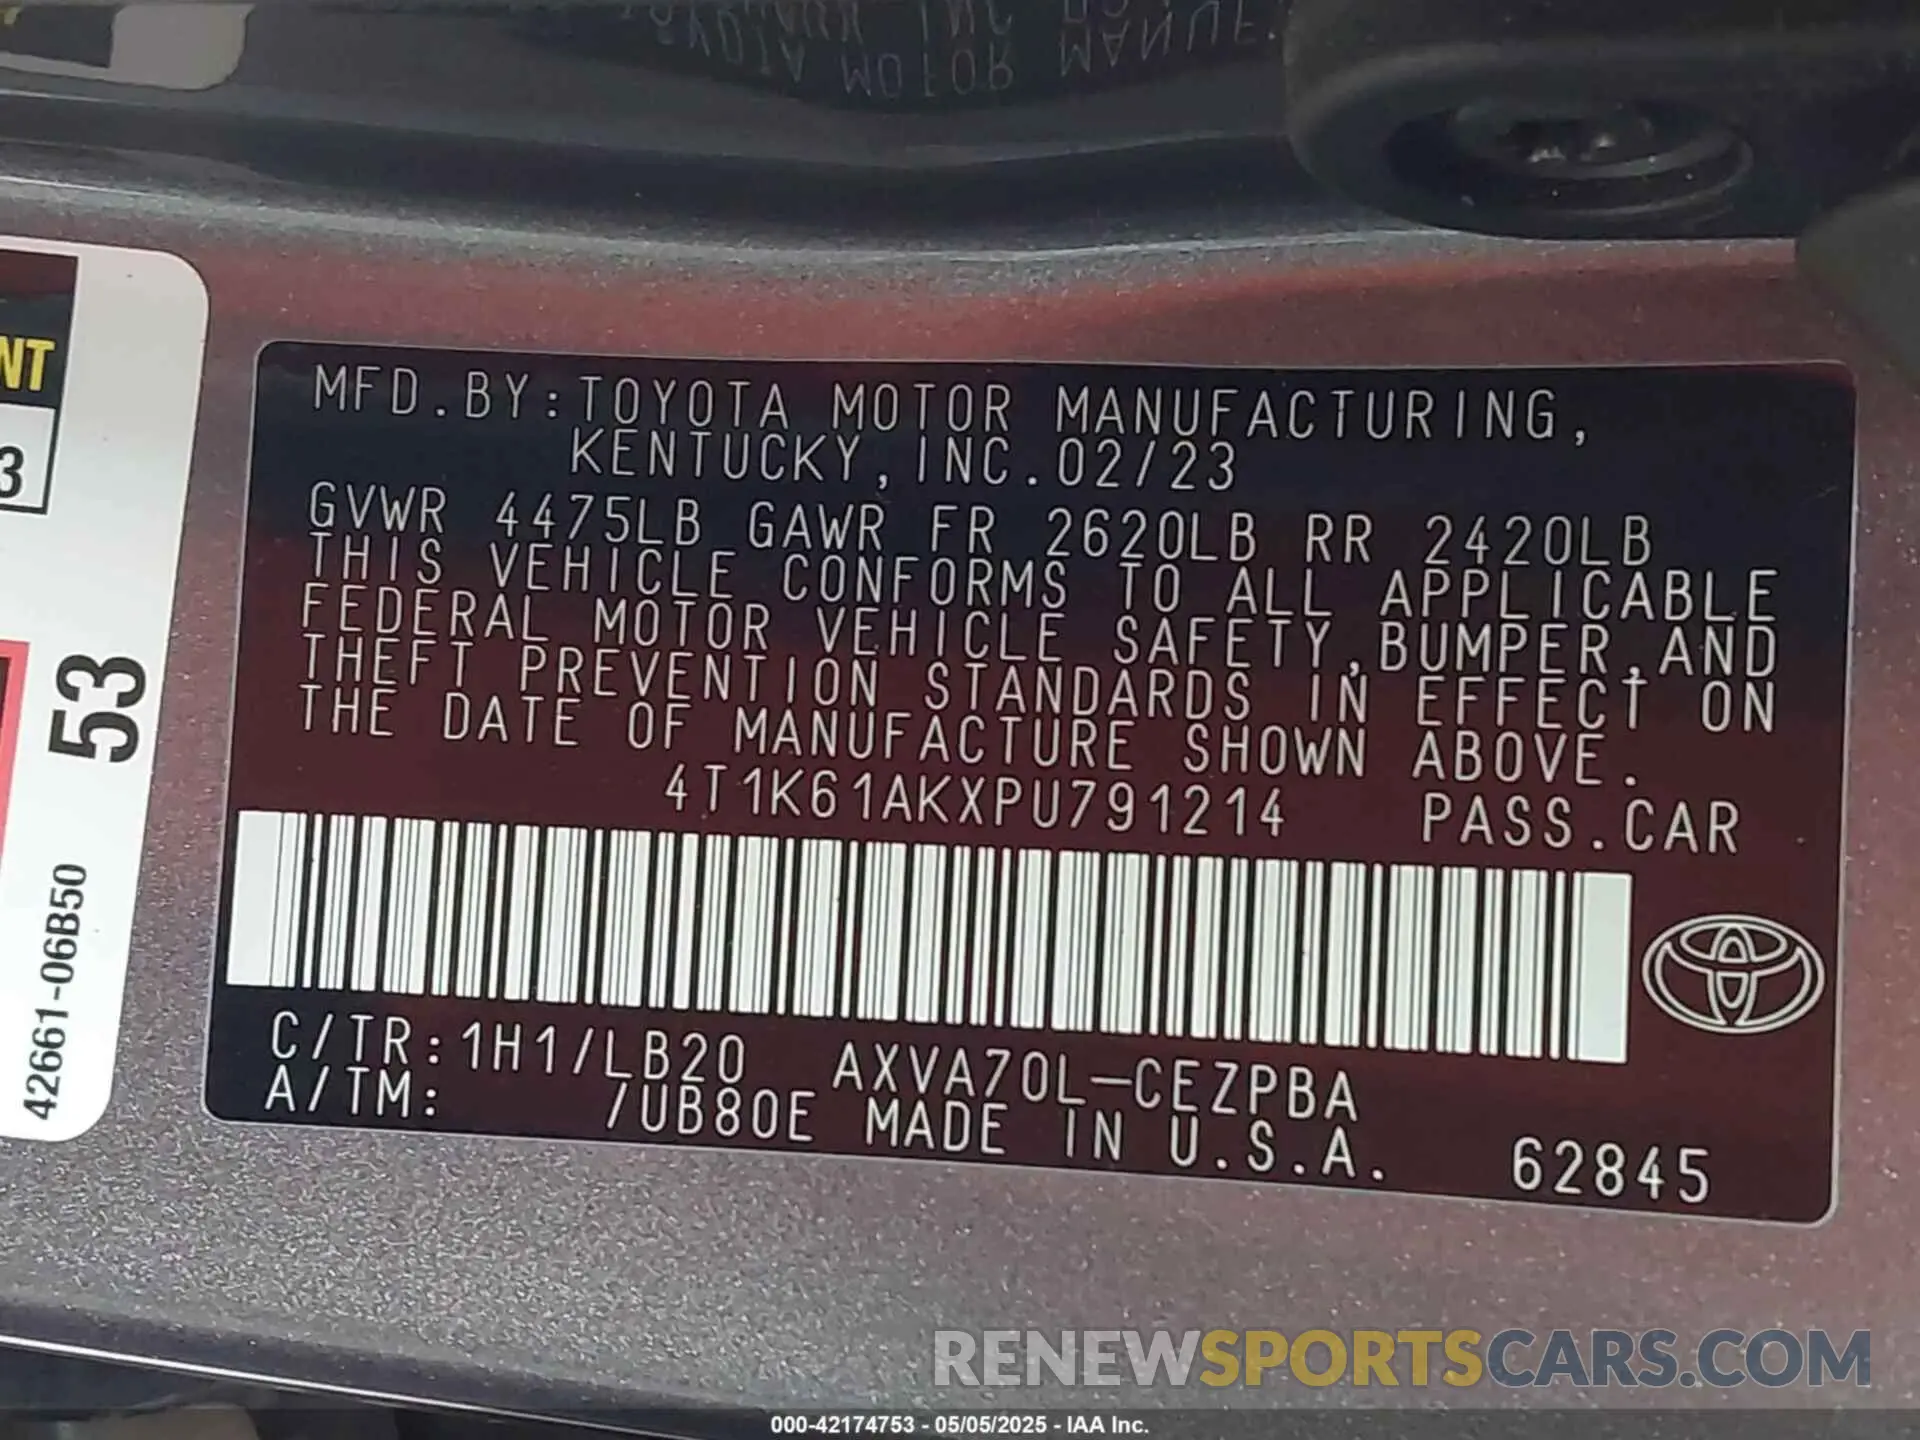 MFD.BY:TOYOTA MOTOR MANUFACTURING,
KENTUCKY,INC.02/23
GVWR 4475LB GAWR FR 2620LB RR 2420LB
THIS VEHICLE CONFORMS TO ALL APPLICABLE
FEDERAL MOTOR VEHICLE SAFETY,BUMPER,AND
THEFT PREVENTION STANDARDS IN EFFECT ON
THE DATE OF MANUFACTURE SHOWN ABOVE.
4T1K61AKXPU791214 PASS.CAR
C/TR:1H1/LB20 AXVA70L-CEZPBA
A/TM: /UB80E MADE IN U.S.A. 62845
NT
3
53
42661-06B50
TOYOTA MOTOR MANUF
RENEWSPORTSCARS.COM
000-42174753 - 05/05/2025 - IAA Inc.